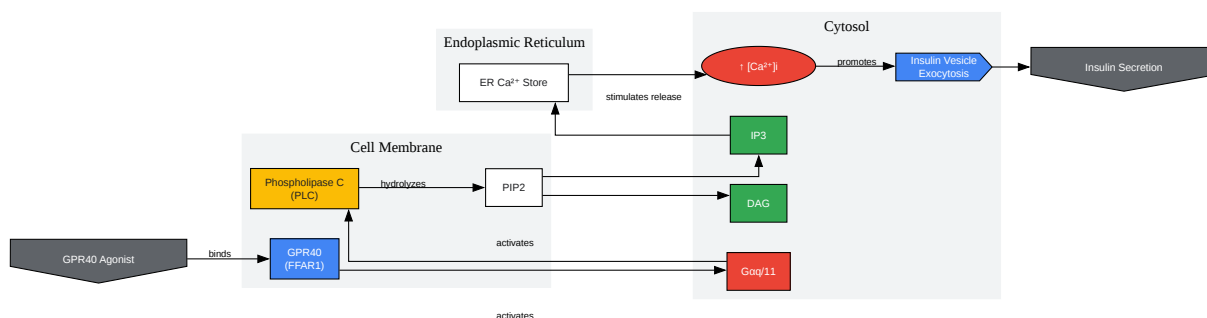 Cytosol
Endoplasmic Reticulum
ER Ca²⁺ Store
↑ [Ca²⁺]i
promotes
Insulin Vesicle
Exocytosis
Insulin Secretion
stimulates release
IP3
Cell Membrane
Phospholipase C
(PLC)
hydrolyzes
PIP2
DAG
GPR40 Agonist
binds
GPR40
(FFAR1)
activates
Gαq/11
activates